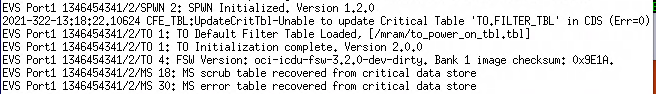 EVS Port1 1346454341/2/SPWN 2: SPWN Initialized. Version 1.2.0
2021-322-13:18:22.10624 CFE_TBL:UpdateCritTbl-Unable to update Critical Table 'TO.FILTER_TBL' in CDS (Err=0)
EVS Port1 1346454341/2/TO 1: TO Default Filter Table Loaded, [/mram/to_power_on_tbl.tbl]
EVS Port1 1346454341/2/TO 1: TO Initialization complete. Version 2.0.0
EVS Port1 1346454341/2/TO 4: FSW Version: oci-icdu-fsw-3.2.0-dev-dirty. Bank 1 image checksum: 0x9E1A.
EVS Port1 1346454341/2/MS 18: MS scrub table recovered from critical data store
EVS Port1 1346454341/2/MS 30: MS error table recovered from critical data store